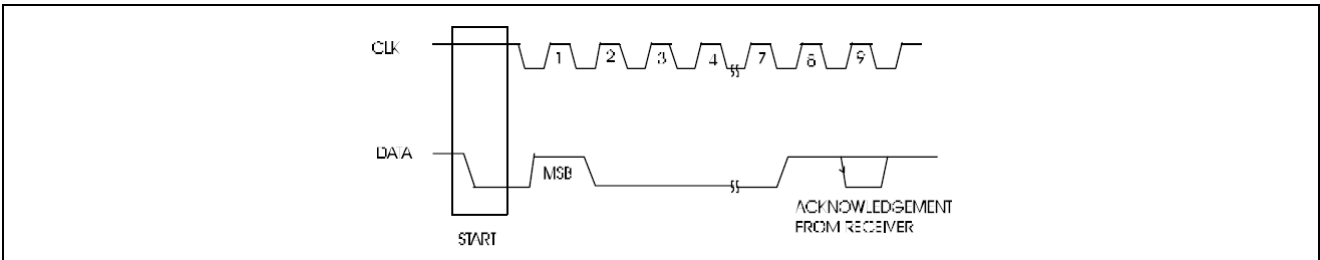 CLK
1 2 3 4 7 8 9
DATA
MSB
ACKNOWLEDGEMENT
FROM RECEIVER
START